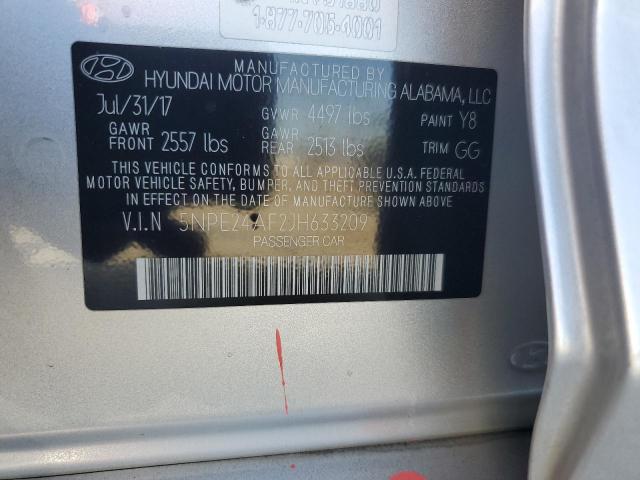 1-877-705-4001
MANUFACTURED BY
HYUNDAI MOTOR MANUFACTURING ALABAMA, LLC
Jul/31/17 GVWR 4497 lbs PAINT Y8
GAWR FRONT 2557 lbs GAWR REAR 2513 lbs TRIM GG
THIS VEHICLE CONFORMS TO ALL APPLICABLE U.S.A. FEDERAL
MOTOR VEHICLE SAFETY, BUMPER, AND THEFT PREVENTION STANDARDS
IN EFFECT ON THE DATE OF MANUFACTURE SHOWN ABOVE.
V.I.N 5NPE24AF2JH633209
PASSENGER CAR